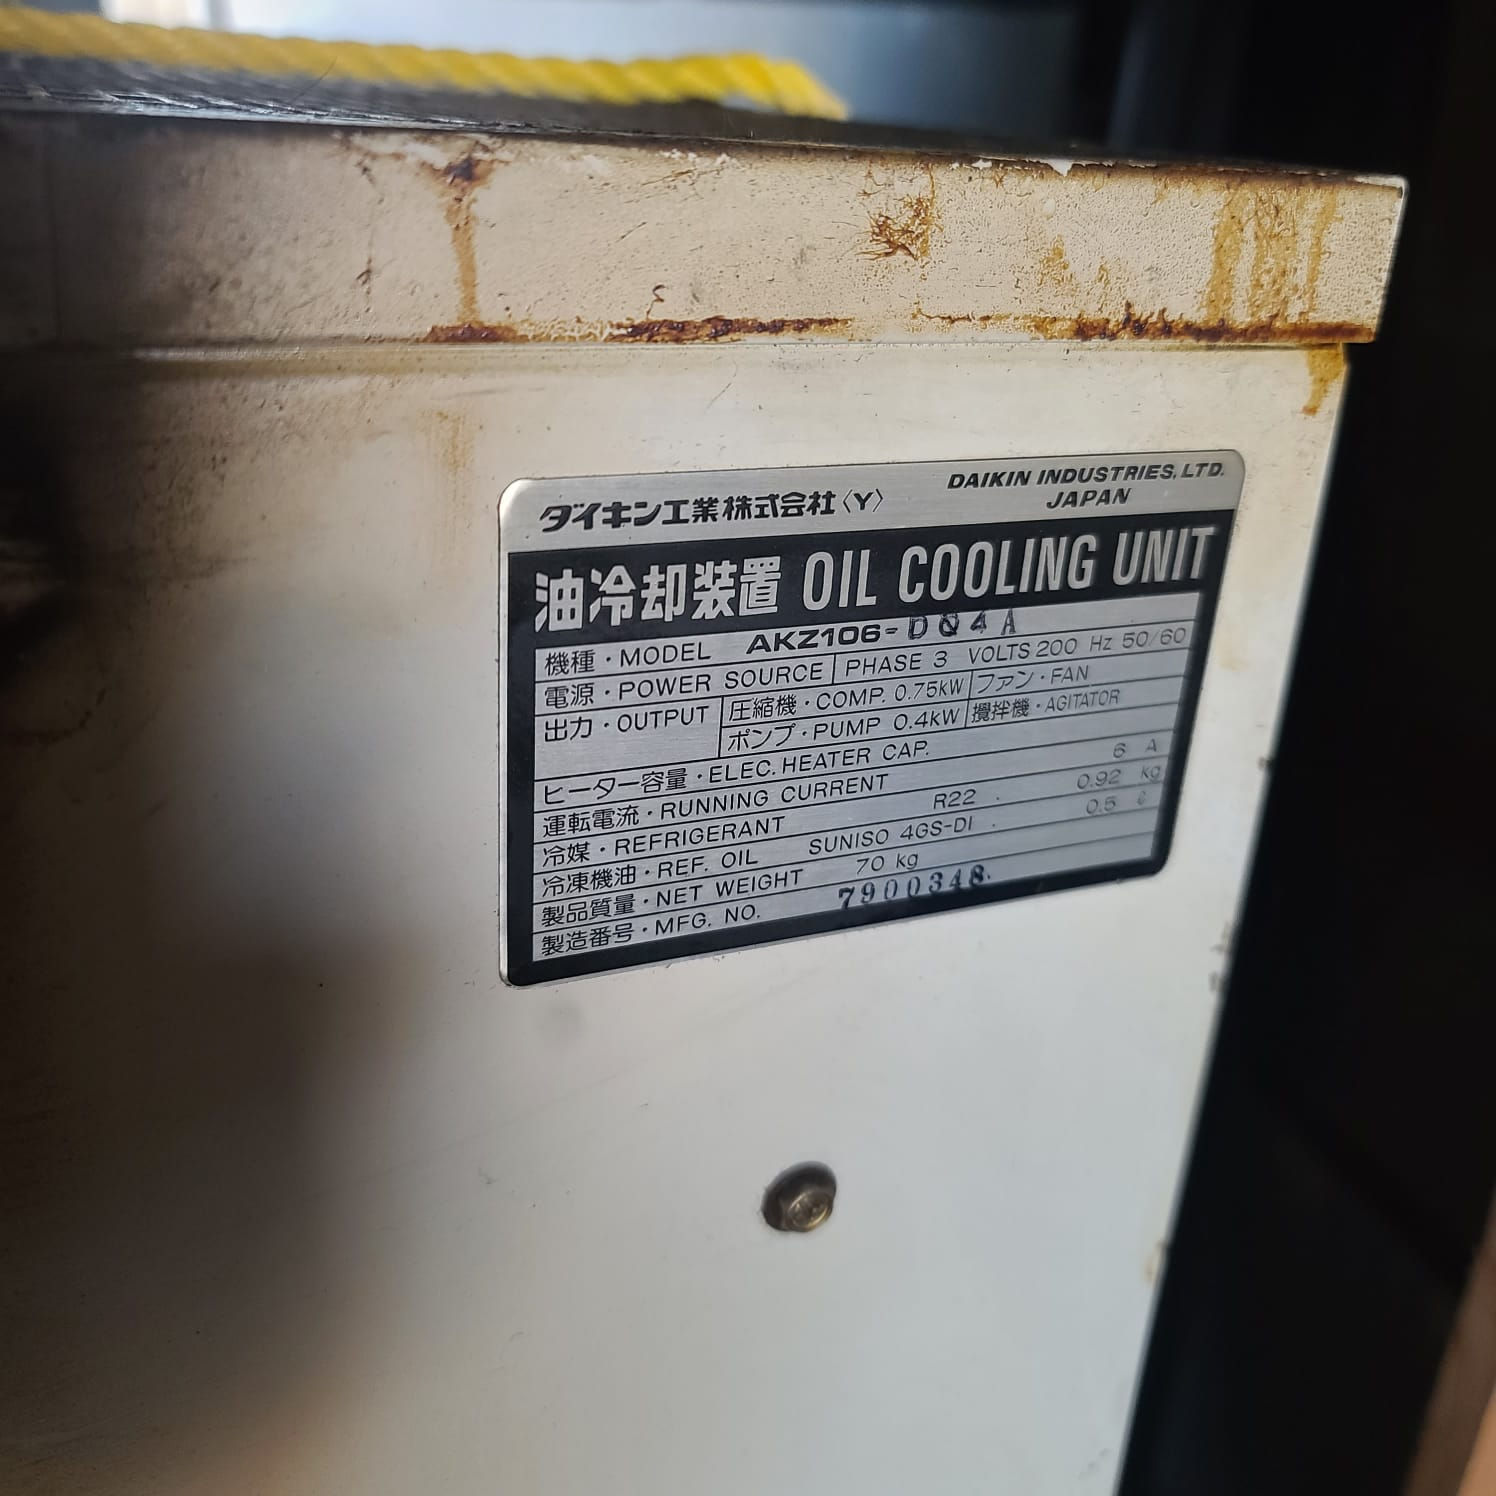 ダイキン工業株式会社〈Y〉 DAIKIN INDUSTRIES, LTD.
JAPAN
油冷却装置 OIL COOLING UNIT
機種・MODEL AKZ106-DQ4A
電源・POWER SOURCE PHASE 3 VOLTS 200 Hz 50/60
出力・OUTPUT 圧縮機・COMP. 0.75kW ファン・FAN
ポンプ・PUMP 0.4kW 攪拌機・AGITATOR
ヒーター容量・ELEC. HEATER CAP.
運転電流・RUNNING CURRENT 6 A
冷媒・REFRIGERANT R22 . 0.92 kg
冷凍機油・REF. OIL SUNISO 4GS-DI . 0.5 ℓ
製品質量・NET WEIGHT 70 kg
製造番号・MFG. NO. 7900348.